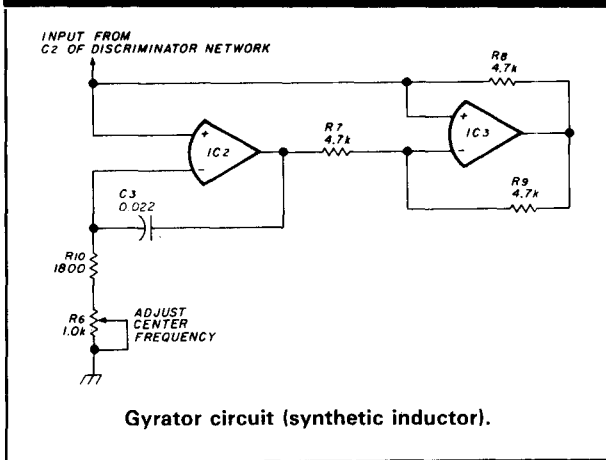 INPUT FROM
C2 OF DISCRIMINATOR NETWORK
R8
4.7k
+
IC2
-
R7
4.7k
+
IC3
-
R9
4.7k
C3
0.022
R10
1800
R6
1.0k
ADJUST
CENTER
FREQUENCY
Gyrator circuit (synthetic inductor).